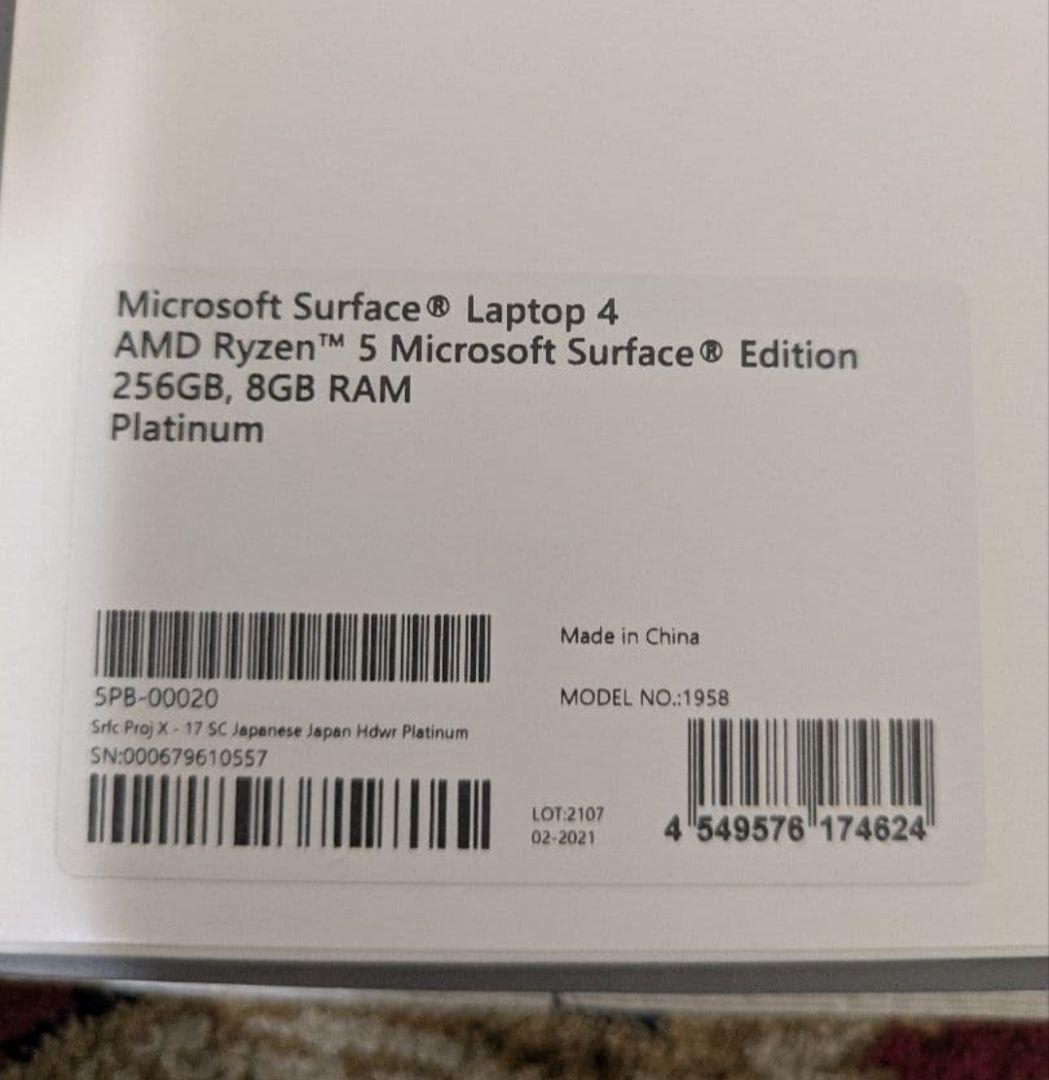 Microsoft Surface® Laptop 4
AMD Ryzen™ 5 Microsoft Surface® Edition
256GB, 8GB RAM
Platinum
5PB-00020
Srfc Proj X - 17 SC Japanese Japan Hdwr Platinum
SN:000679610557
Made in China
MODEL NO.:1958
LOT:2107
02-2021
4 549576 174624